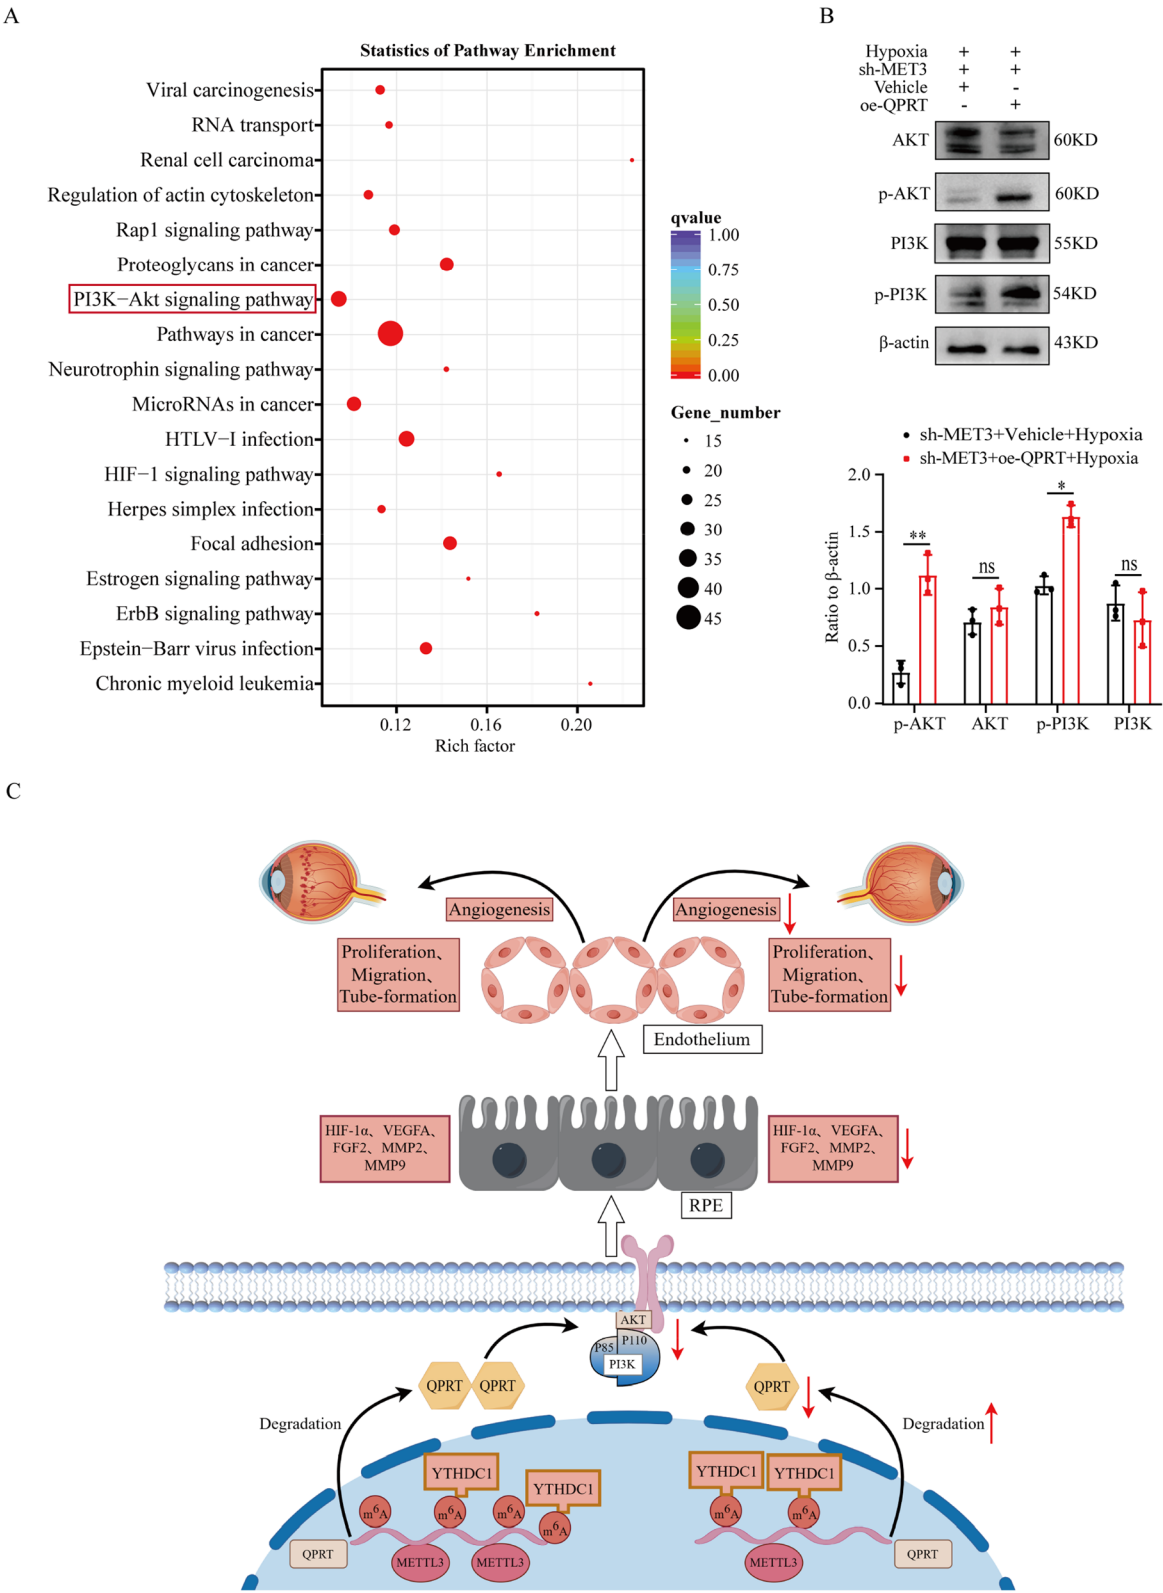 A
Statistics of Pathway Enrichment
Viral carcinogenesis
RNA transport
Renal cell carcinoma
Regulation of actin cytoskeleton
Rap1 signaling pathway
Proteoglycans in cancer
PI3K−Akt signaling pathway
Pathways in cancer
Neurotrophin signaling pathway
MicroRNAs in cancer
HTLV−I infection
HIF−1 signaling pathway
Herpes simplex infection
Focal adhesion
Estrogen signaling pathway
ErbB signaling pathway
Epstein−Barr virus infection
Chronic myeloid leukemia
0.12 0.16 0.20
Rich factor
qvalue
1.00
0.75
0.50
0.25
0.00
Gene_number
15
20
25
30
35
40
45
B
Hypoxia + +
sh-MET3 + +
Vehicle + -
oe-QPRT - +
AKT 60KD
p-AKT 60KD
PI3K 55KD
p-PI3K 54KD
β-actin 43KD
sh-MET3+Vehicle+Hypoxia
sh-MET3+oe-QPRT+Hypoxia
Ratio to β-actin
2.0
1.5
1.0
0.5
0.0
** ns * ns
p-AKT AKT p-PI3K PI3K
C
Angiogenesis
Angiogenesis
Proliferation、
Migration、
Tube-formation
Proliferation、
Migration、
Tube-formation
Endothelium
HIF-1α、VEGFA、
FGF2、MMP2、
MMP9
HIF-1α、VEGFA、
FGF2、MMP2、
MMP9
RPE
AKT
P85 P110
PI3K
QPRT QPRT
QPRT
Degradation
Degradation
YTHDC1
YTHDC1
YTHDC1
YTHDC1
m⁶A
m⁶A
m⁶A
m⁶A
m⁶A
m⁶A
QPRT
METTL3
METTL3
METTL3
QPRT